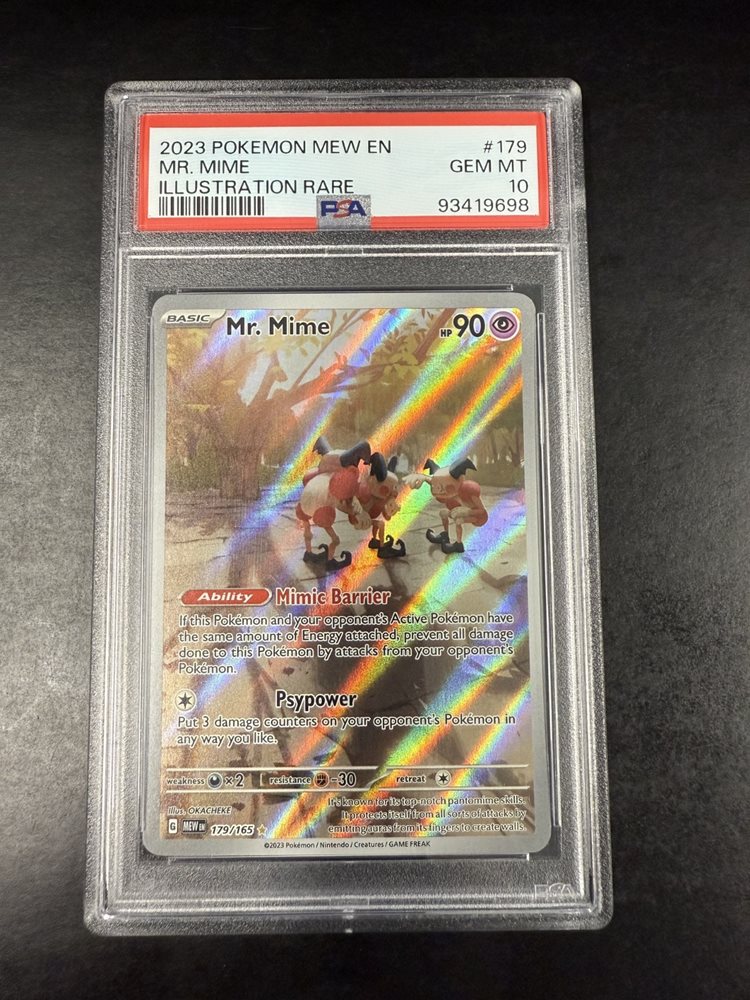 2023 POKEMON MEW EN #179
MR. MIME GEM MT
ILLUSTRATION RARE 10
PSA 93419698
BASIC Mr. Mime HP 90
Ability Mimic Barrier
If this Pokémon and your opponent's Active Pokémon have
the same amount of Energy attached, prevent all damage
done to this Pokémon by attacks from your opponent's
Pokémon.
Psypower
Put 3 damage counters on your opponent's Pokémon in
any way you like.
weakness ×2 resistance -30 retreat
Illus. OKACHEKE
It's known for its top-notch pantomime skills.
It protects itself from all sorts of attacks by
emitting auras from its fingers to create walls.
G MEW EN 179/165
©2023 Pokémon / Nintendo / Creatures / GAME FREAK
PSA